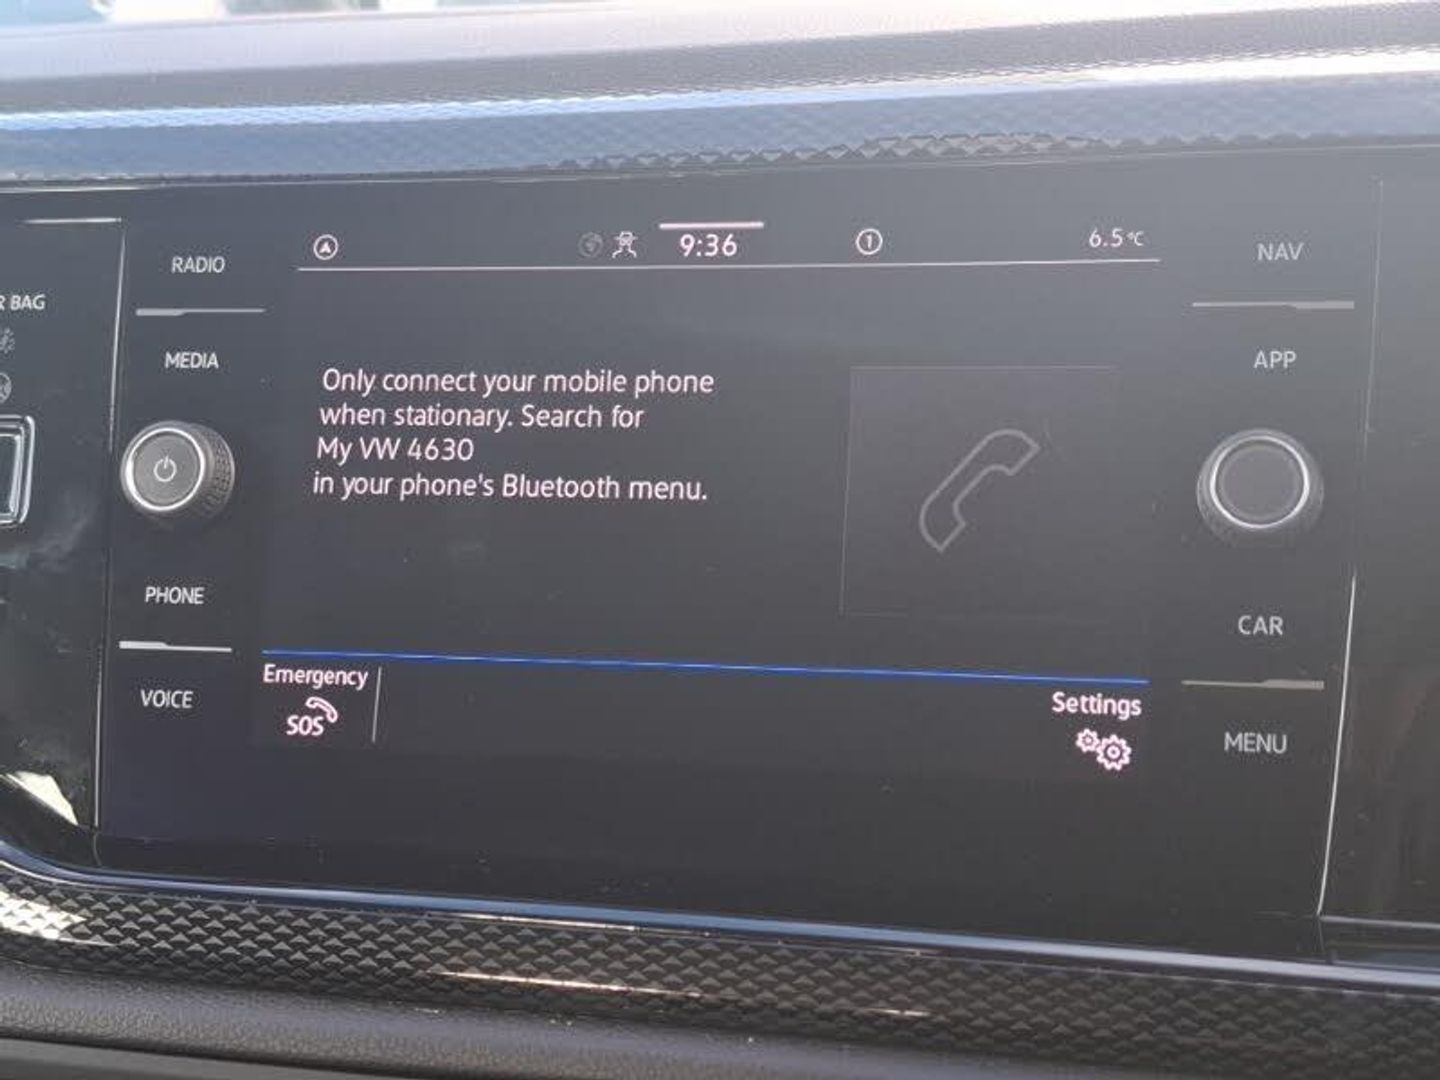 RADIO
9:36
1
6.5°C
NAV
R BAG
MEDIA
Only connect your mobile phone
when stationary. Search for
My VW 4630
in your phone's Bluetooth menu.
APP
PHONE
CAR
VOICE
Emergency
SOS
Settings
MENU